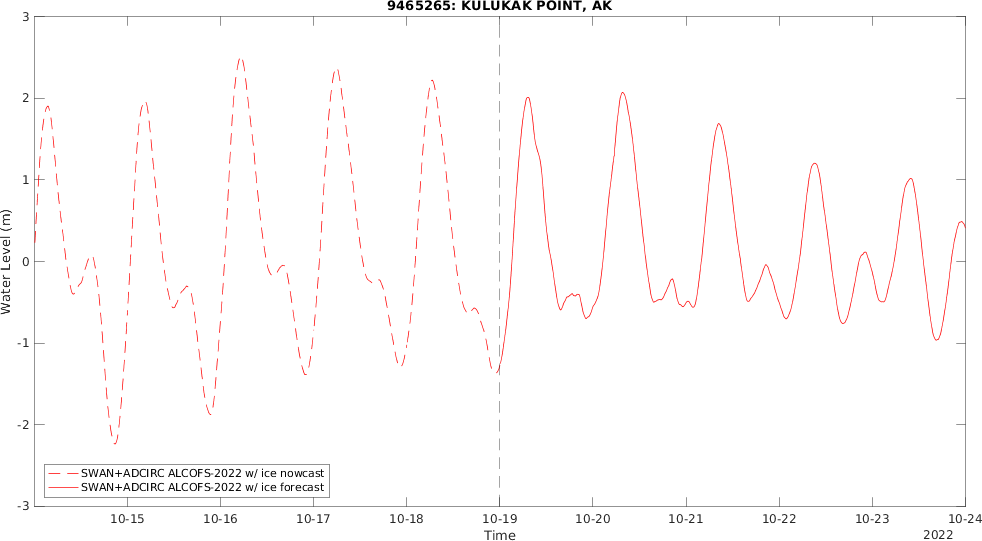 9465265: KULUKAK POINT, AK
3
2
1
0
-1
-2
-3
Water Level (m)
SWAN+ADCIRC ALCOFS-2022 w/ ice nowcast
SWAN+ADCIRC ALCOFS-2022 w/ ice forecast
10-15 10-16 10-17 10-18 10-19 10-20 10-21 10-22 10-23 10-24
Time
2022